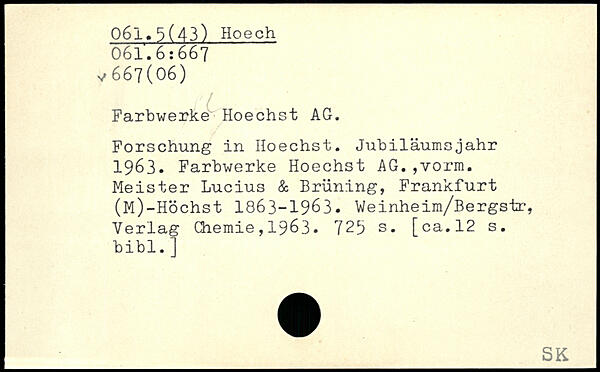 061.5(43) Hoech
061.6:667
667(06)
Farbwerke Hoechst AG.
Forschung in Hoechst. Jubiläumsjahr
1963. Farbwerke Hoechst AG.,vorm.
Meister Lucius & Brüning, Frankfurt
(M)-Höchst 1863-1963. Weinheim/Bergstr,
Verlag Chemie,1963. 725 s. [ca.12 s.
bibl.]
SK